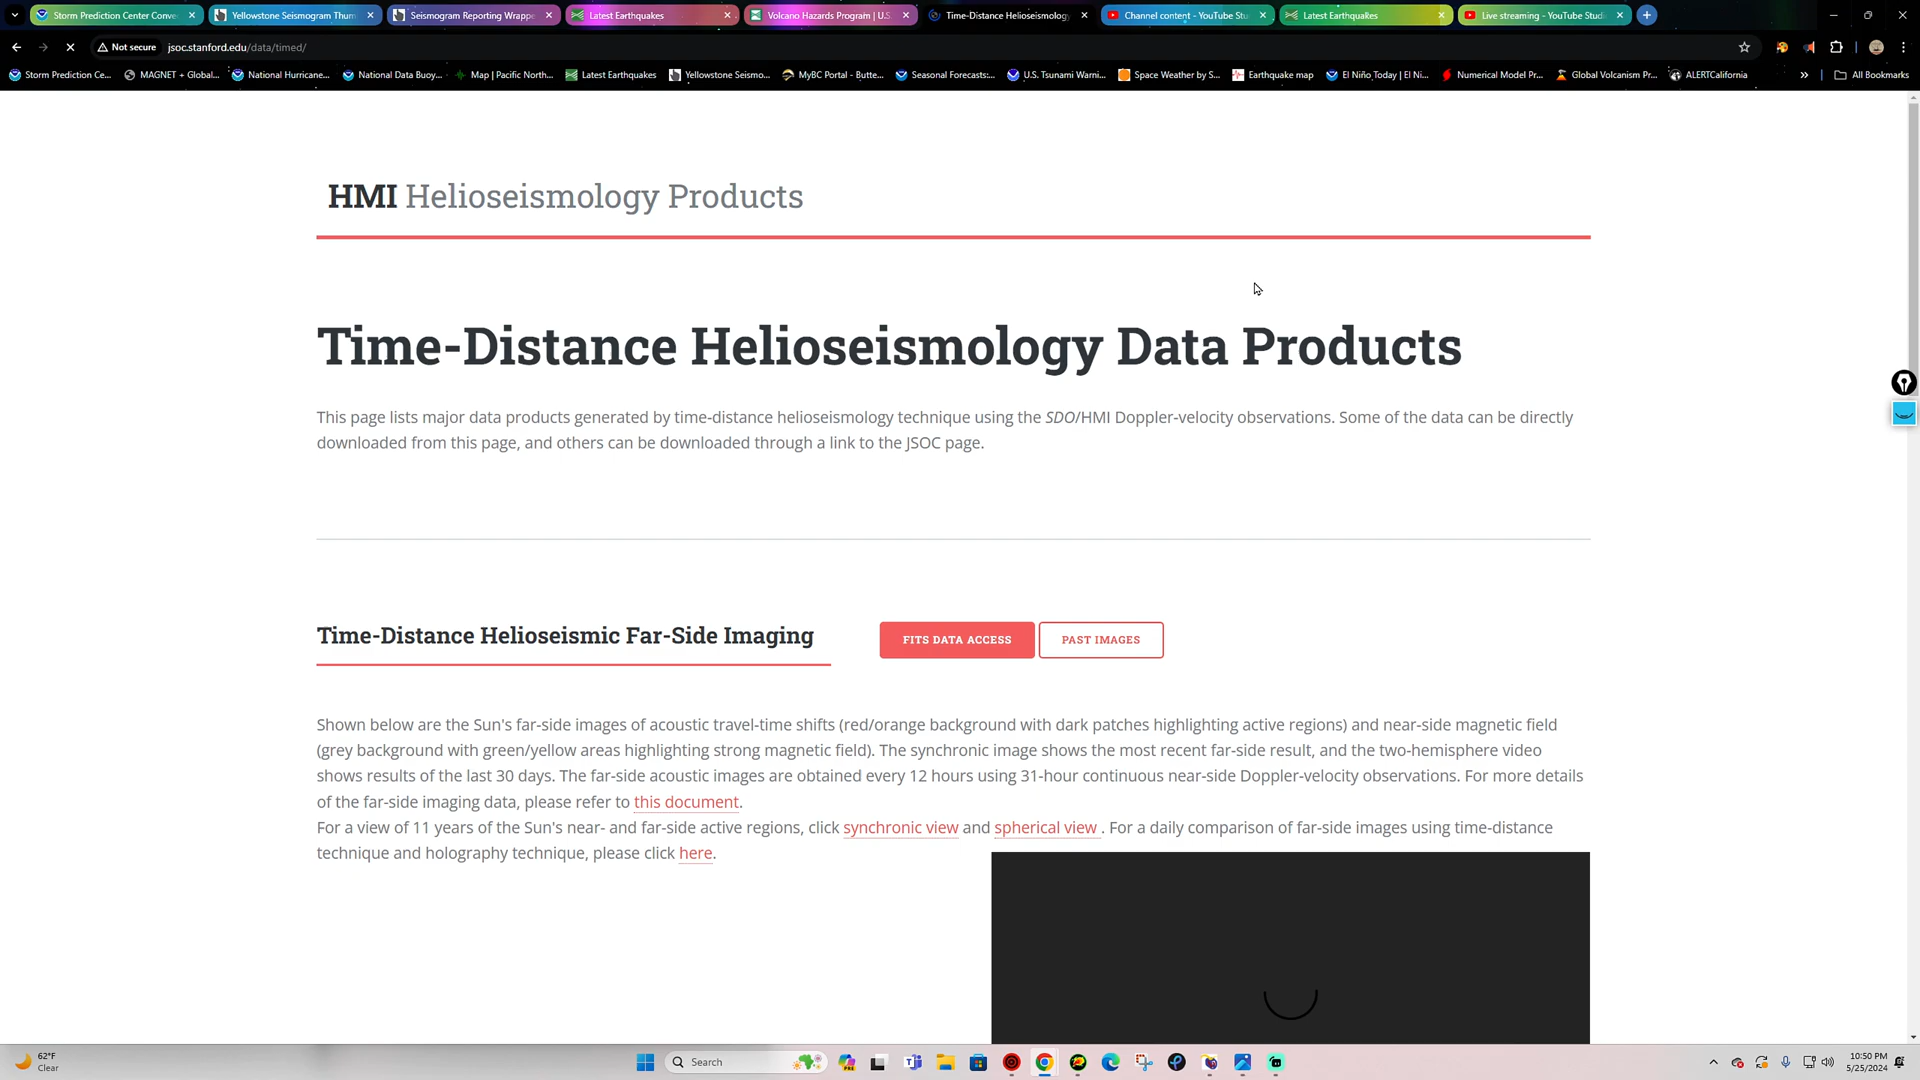 Storm Prediction Center Conve
Yellowstone Seismogram Thum
Seismogram Reporting Wrappe
Latest Earthquakes
Volcano Hazards Program | U.S.
Time-Distance Helioseismology
Channel content - YouTube Stu
Latest Earthquakes
Live streaming - YouTube Studi
Not secure
jsoc.stanford.edu/data/timed/
Storm Prediction Ce...
MAGNET + Global...
National Hurricane...
National Data Buoy...
Map | Pacific North...
Latest Earthquakes
Yellowstone Seismo...
MyBC Portal - Butte...
Seasonal Forecasts:...
U.S. Tsunami Warni...
Space Weather by S...
Earthquake map
El Niño Today | El Ni...
Numerical Model Pr...
Global Volcanism Pr...
ALERTCalifornia
»
All Bookmarks
HMI Helioseismology Products
Time-Distance Helioseismology Data Products
This page lists major data products generated by time-distance helioseismology technique using the SDO/HMI Doppler-velocity observations. Some of the data can be directly
downloaded from this page, and others can be downloaded through a link to the JSOC page.
Time-Distance Helioseismic Far-Side Imaging
FITS DATA ACCESS
PAST IMAGES
Shown below are the Sun's far-side images of acoustic travel-time shifts (red/orange background with dark patches highlighting active regions) and near-side magnetic field
(grey background with green/yellow areas highlighting strong magnetic field). The synchronic image shows the most recent far-side result, and the two-hemisphere video
shows results of the last 30 days. The far-side acoustic images are obtained every 12 hours using 31-hour continuous near-side Doppler-velocity observations. For more details
of the far-side imaging data, please refer to this document.
For a view of 11 years of the Sun's near- and far-side active regions, click synchronic view and spherical view . For a daily comparison of far-side images using time-distance
technique and holography technique, please click here.
62°F
Clear
Search
10:50 PM
5/25/2024